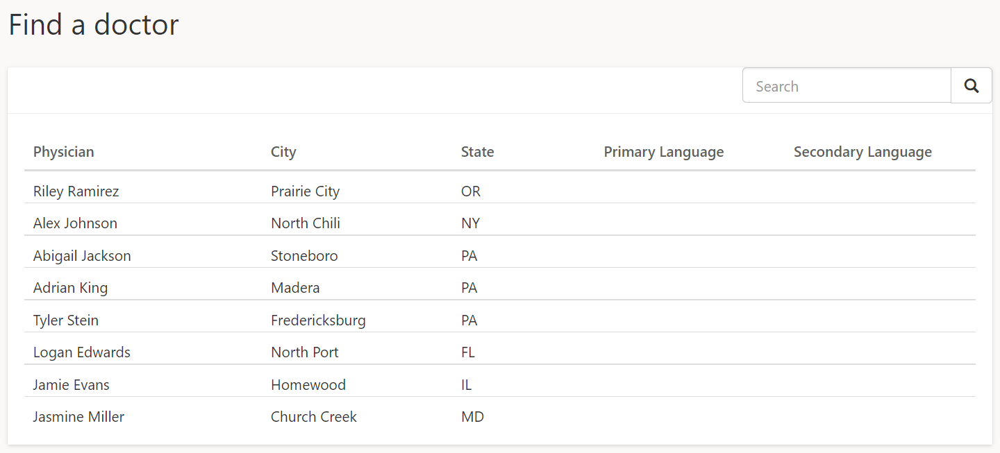 Find a doctor
Search
Physician City State Primary Language Secondary Language
Riley Ramirez Prairie City OR
Alex Johnson North Chili NY
Abigail Jackson Stoneboro PA
Adrian King Madera PA
Tyler Stein Fredericksburg PA
Logan Edwards North Port FL
Jamie Evans Homewood IL
Jasmine Miller Church Creek MD